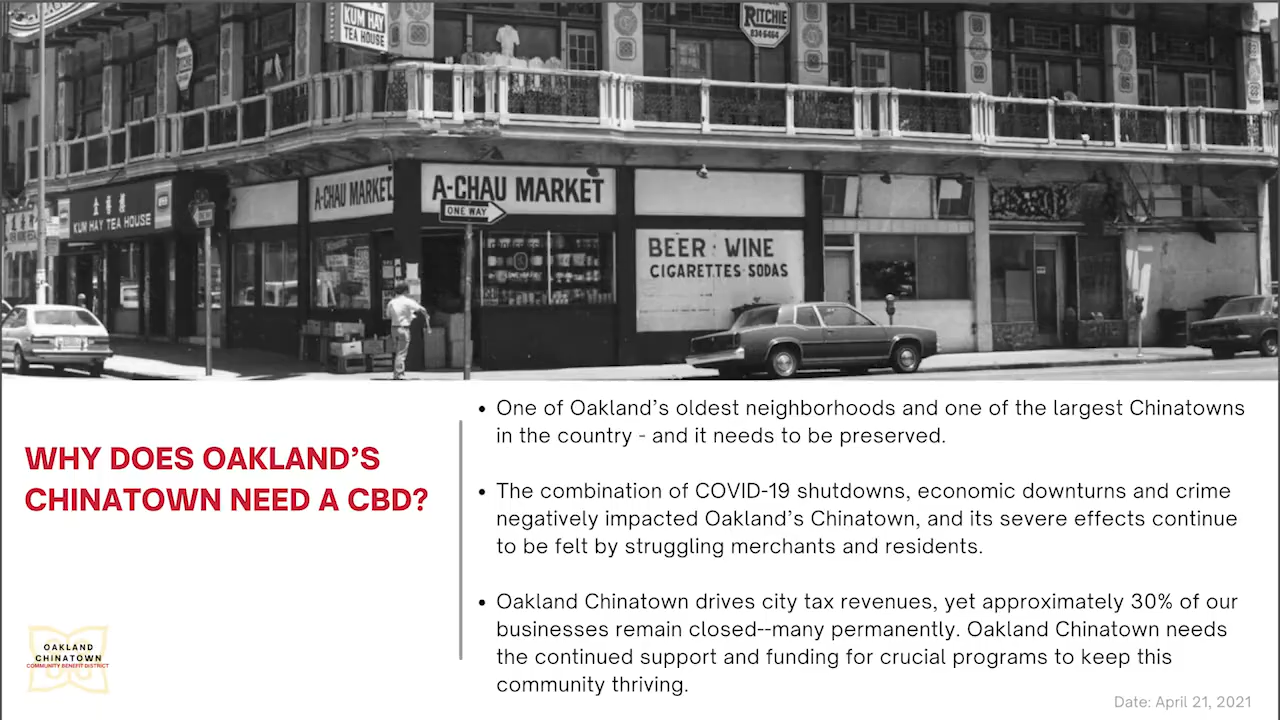 KUM HAY
TEA HOUSE
RITCHIE
834-6464
A-CHAU MARKET
A-CHAU MARKET
ONE WAY
KUM HAY TEA HOUSE
BEER · WINE
CIGARETTES · SODAS
WHY DOES OAKLAND'S
CHINATOWN NEED A CBD?
• One of Oakland's oldest neighborhoods and one of the largest Chinatowns
in the country - and it needs to be preserved.
• The combination of COVID-19 shutdowns, economic downturns and crime
negatively impacted Oakland's Chinatown, and its severe effects continue
to be felt by struggling merchants and residents.
• Oakland Chinatown drives city tax revenues, yet approximately 30% of our
businesses remain closed--many permanently. Oakland Chinatown needs
the continued support and funding for crucial programs to keep this
community thriving.
OAKLAND
CHINATOWN
COMMUNITY BENEFIT DISTRICT
Date: April 21, 2021